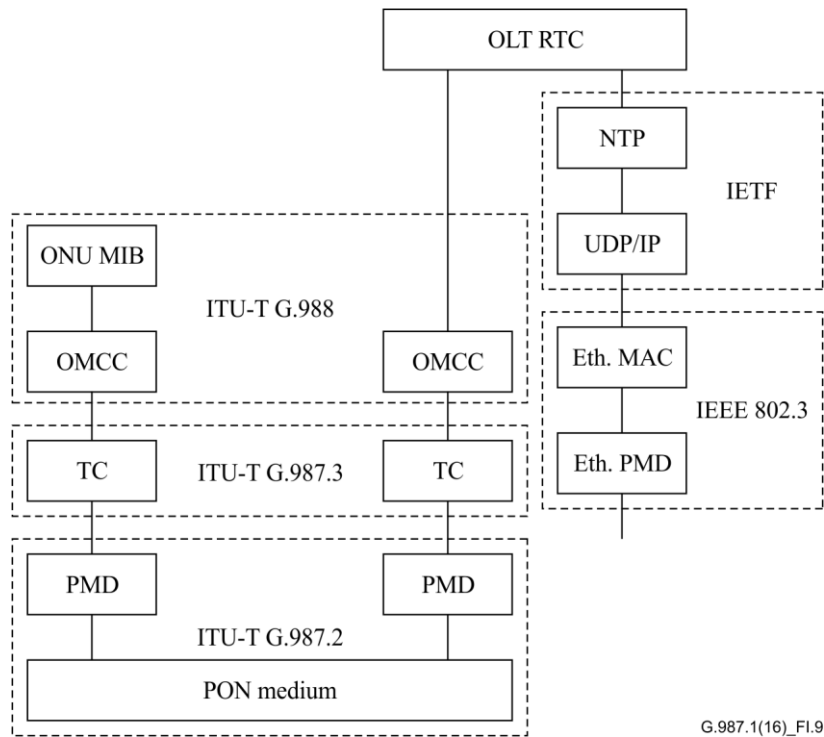 OLT RTC
NTP
IETF
UDP/IP
ONU MIB
ITU-T G.988
OMCC
OMCC
Eth. MAC
IEEE 802.3
TC
ITU-T G.987.3
TC
Eth. PMD
PMD
PMD
ITU-T G.987.2
PON medium
G.987.1(16)_FI.9